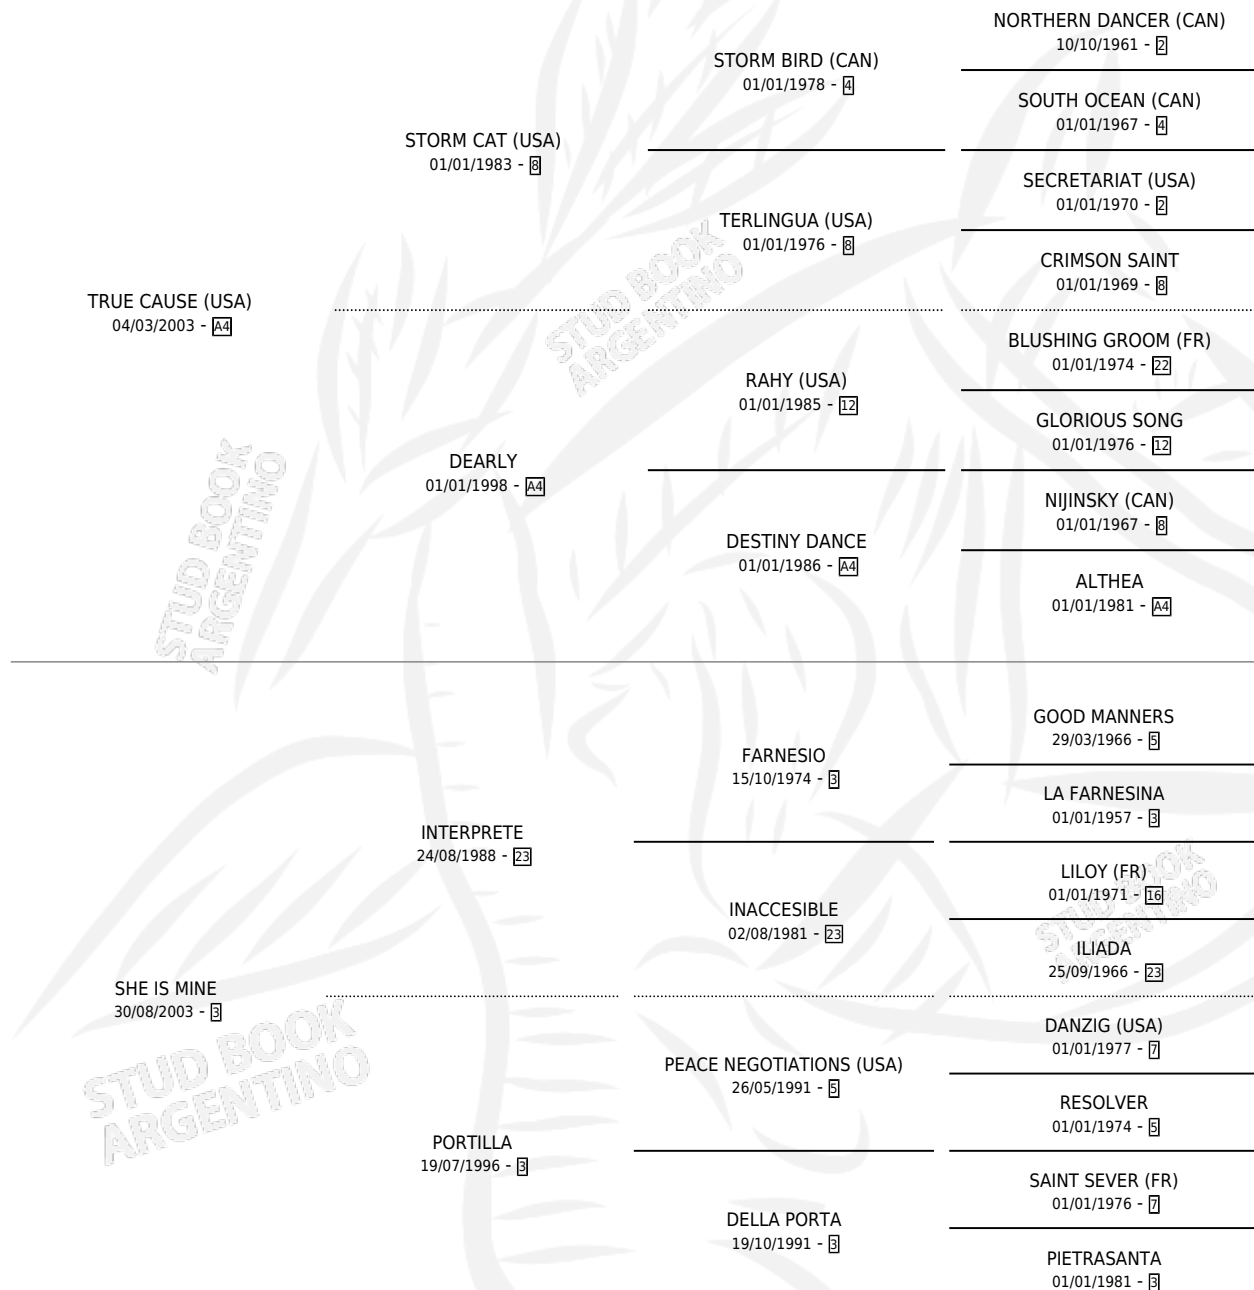 NORTHERN DANCER (CAN)
10/10/1961 - 2
STORM BIRD (CAN)
01/01/1978 - 4
SOUTH OCEAN (CAN)
01/01/1967 - 4
STORM CAT (USA)
01/01/1983 - 8
SECRETARIAT (USA)
01/01/1970 - 2
TERLINGUA (USA)
01/01/1976 - 8
CRIMSON SAINT
01/01/1969 - 8
TRUE CAUSE (USA)
04/03/2003 - A4
BLUSHING GROOM (FR)
01/01/1974 - 22
RAHY (USA)
01/01/1985 - 12
GLORIOUS SONG
01/01/1976 - 12
DEARLY
01/01/1998 - A4
NIJINSKY (CAN)
01/01/1967 - 8
DESTINY DANCE
01/01/1986 - A4
ALTHEA
01/01/1981 - A4
GOOD MANNERS
29/03/1966 - 5
FARNESIO
15/10/1974 - 3
LA FARNESINA
01/01/1957 - 3
INTERPRETE
24/08/1988 - 23
LILOY (FR)
01/01/1971 - 16
INACCESIBLE
02/08/1981 - 23
ILIADA
25/09/1966 - 23
SHE IS MINE
30/08/2003 - 3
DANZIG (USA)
01/01/1977 - 7
PEACE NEGOTIATIONS (USA)
26/05/1991 - 5
RESOLVER
01/01/1974 - 5
PORTILLA
19/07/1996 - 3
SAINT SEVER (FR)
01/01/1976 - 7
DELLA PORTA
19/10/1991 - 3
PIETRASANTA
01/01/1981 - 3
STUD BOOK
ARGENTINO
STUD BOOK
ARGENTINO
STUD BOOK
ARGENTINO
STUD BOOK
ARGENTINO